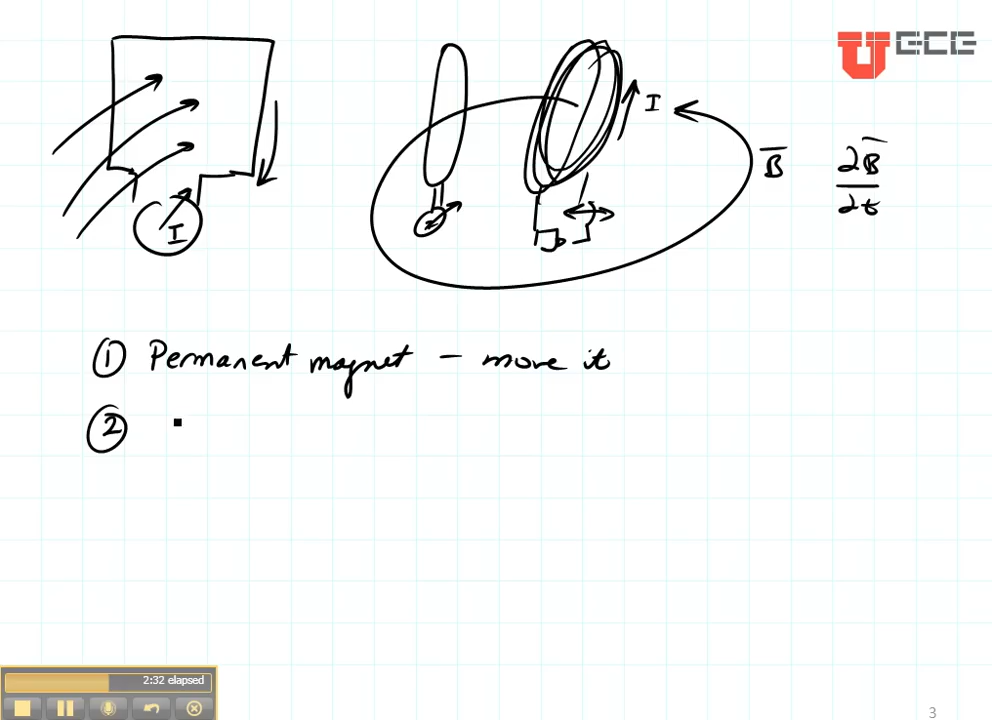 U ECE
I
I
B̅
∂B̅
∂t
① Permanent magnet – move it
②
2:32 elapsed
3